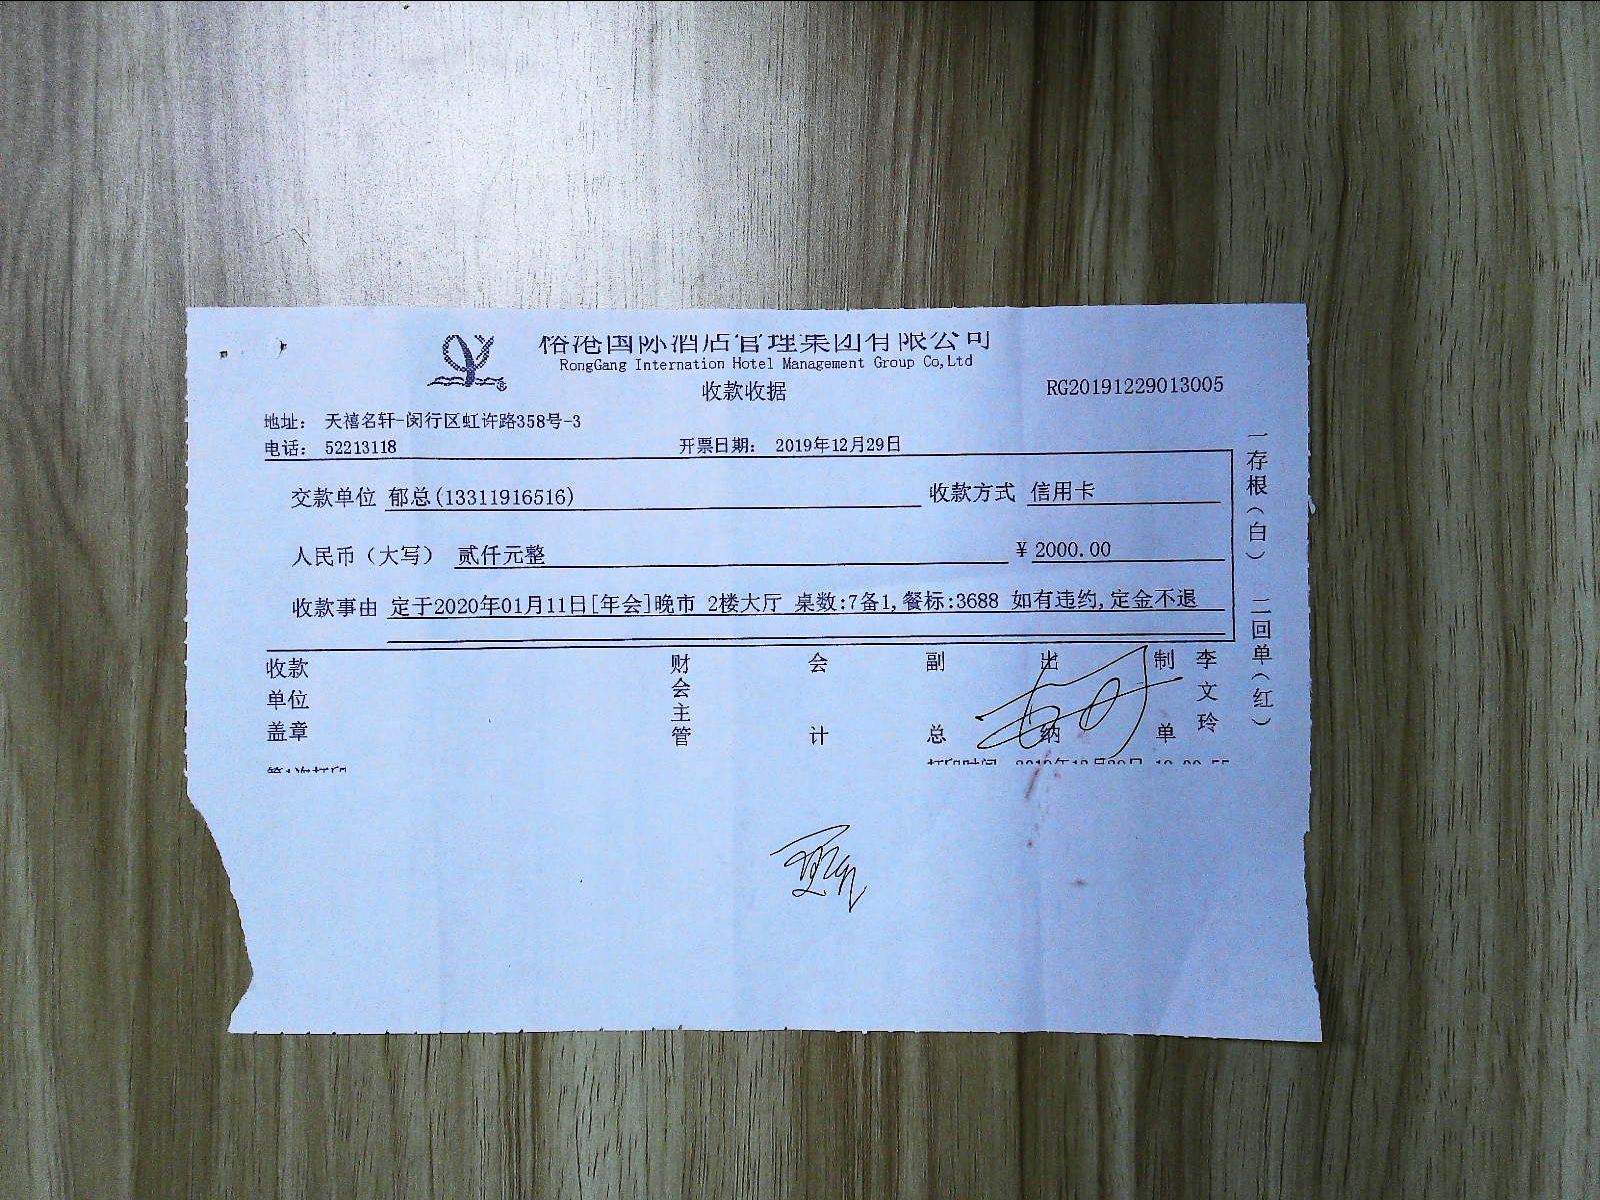 榕港国际酒店管理集团有限公司
RongGang Internation Hotel Management Group Co,Ltd
收款收据
RG20191229013005
地址： 天禧名轩-闵行区虹许路358号-3
电话： 52213118 开票日期： 2019年12月29日
交款单位 郁总(13311916516) 收款方式 信用卡
人民币（大写） 贰仟元整 ￥2000.00
收款事由 定于2020年01月11日[年会]晚市 2楼大厅 桌数:7备1,餐标:3688 如有违约,定金不退
收款单位盖章 财会主管 会计 副总 出纳 制单 李文玲
第1次打印
一存根（白） 二回单（红）